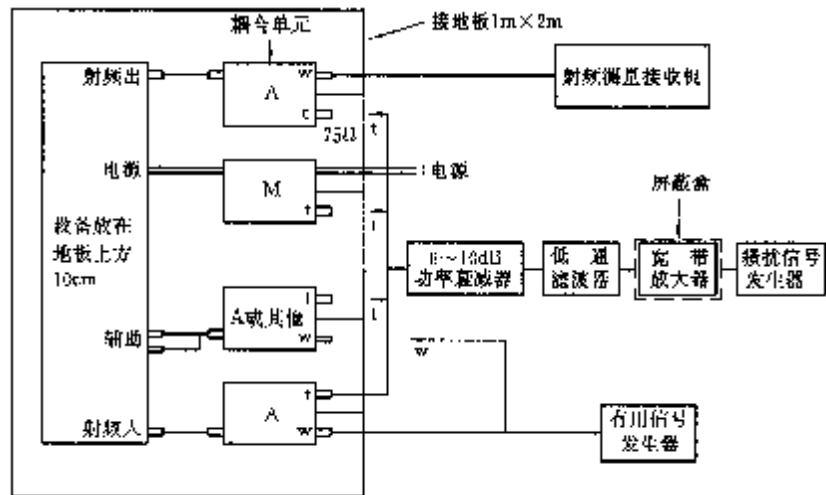 耦合单元
接地板1m×2m
射频出
A
w
t
75Ω
t
射频测量接收机
电源
M
t
电源
t
屏蔽盒
设备放在
地板上方
10cm
功率衰减器
低通
滤波器
宽带
放大器
骚扰信号
发生器
辅助
A或其他
w
t
w
射频入
A
t
w
有用信号
发生器